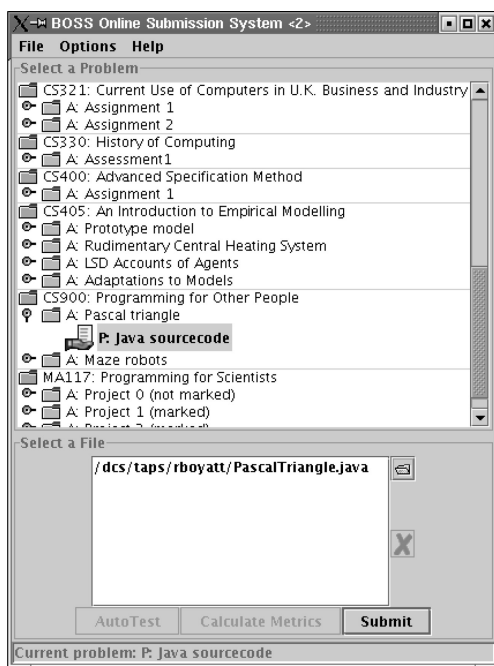 BOSS Online Submission System <2>
File Options Help
Select a Problem
CS321: Current Use of Computers in U.K. Business and Industry
A: Assignment 1
A: Assignment 2
CS330: History of Computing
A: Assessment1
CS400: Advanced Specification Method
A: Assignment 1
CS405: An Introduction to Empirical Modelling
A: Prototype model
A: Rudimentary Central Heating System
A: LSD Accounts of Agents
A: Adaptations to Models
CS900: Programming for Other People
A: Pascal triangle
P: Java sourcecode
A: Maze robots
MA117: Programming for Scientists
A: Project 0 (not marked)
A: Project 1 (marked)
Select a File
/dcs/taps/rboyatt/PascalTriangle.java
AutoTest Calculate Metrics Submit
Current problem: P: Java sourcecode